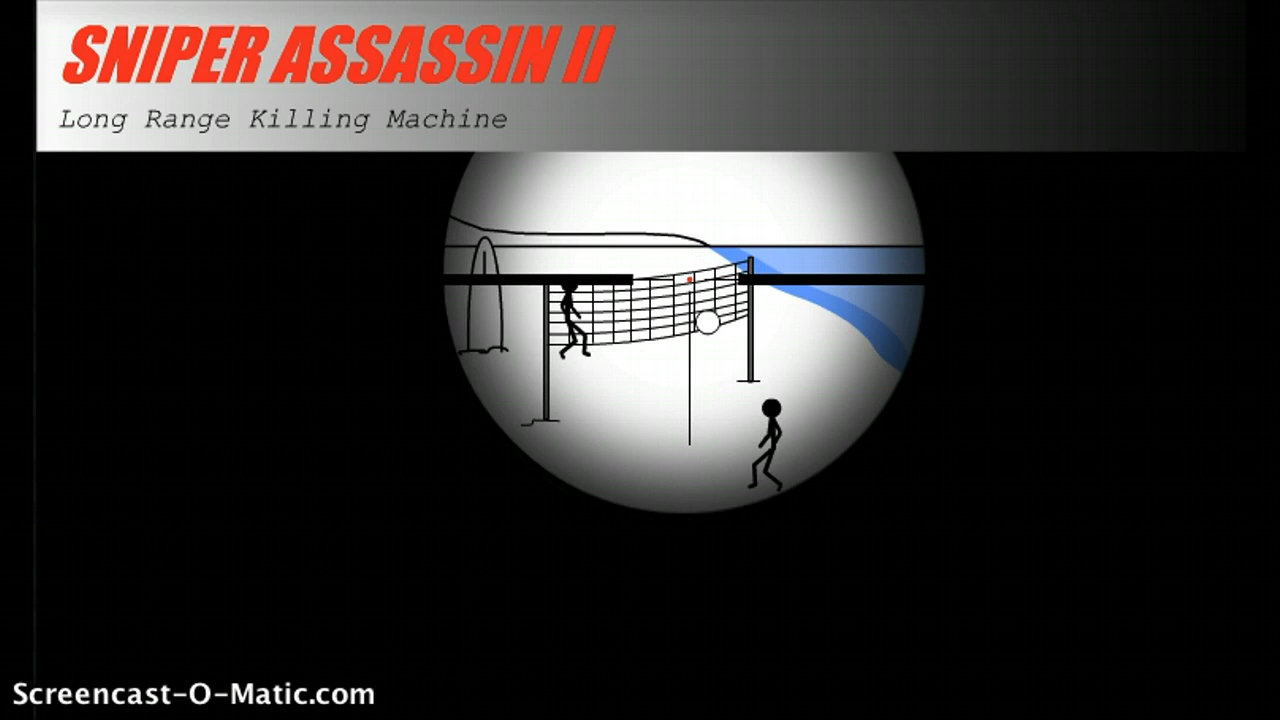 SNIPER ASSASSIN II
Long Range Killing Machine
Screencast-O-Matic.com